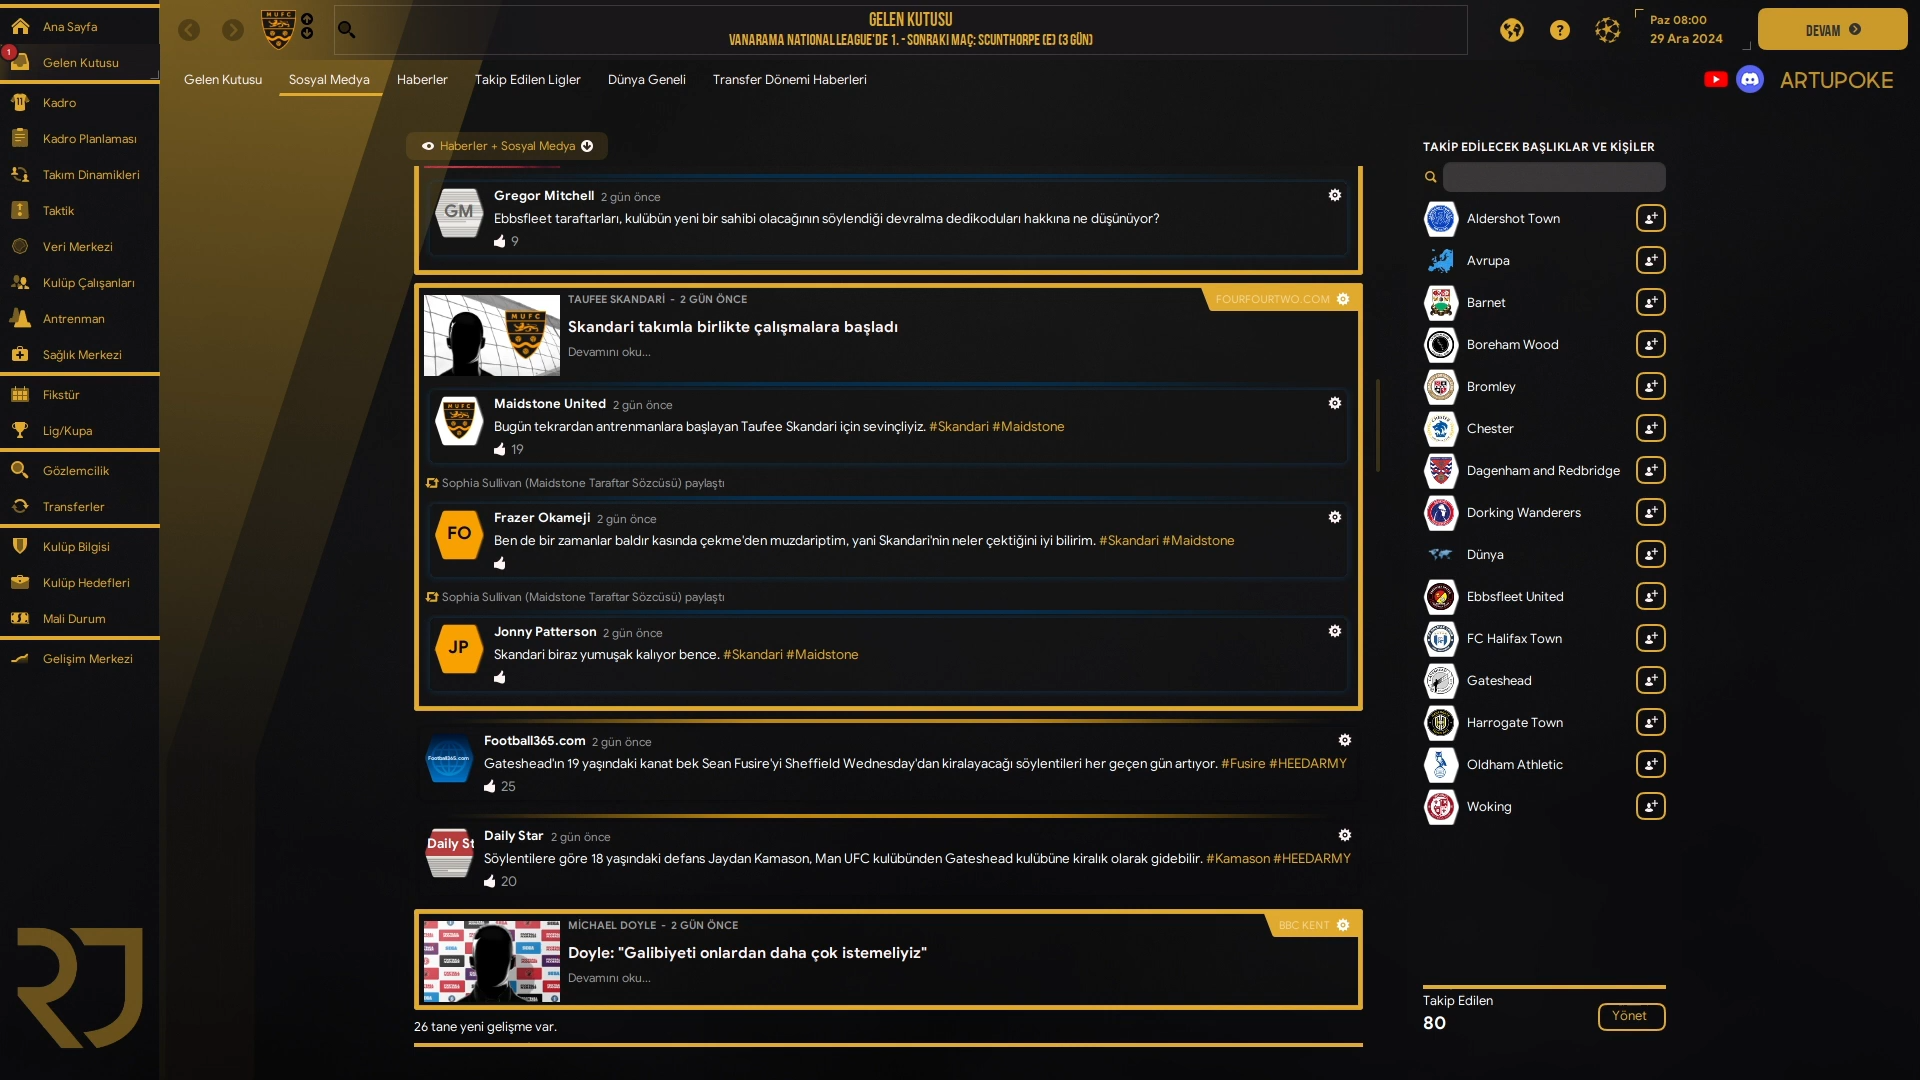 Ana Sayfa
1
Gelen Kutusu
Kadro
Kadro Planlaması
Takım Dinamikleri
Taktik
Veri Merkezi
Kulüp Çalışanları
Antrenman
Sağlık Merkezi
Fikstür
Lig/Kupa
Gözlemcilik
Transferler
Kulüp Bilgisi
Kulüp Hedefleri
Mali Durum
Gelişim Merkezi
RJ
GELEN KUTUSU
VANARAMA NATIONAL LEAGUE'DE 1. - SONRAKI MAÇ: SCUNTHORPE (E) (3 GÜN)
Paz 08:00
29 Ara 2024
DEVAM
Gelen Kutusu Sosyal Medya Haberler Takip Edilen Ligler Dünya Geneli Transfer Dönemi Haberleri
ARTUPOKE
Haberler + Sosyal Medya
GM
Gregor Mitchell 2 gün önce
Ebbsfleet taraftarları, kulübün yeni bir sahibi olacağının söylendiği devralma dedikoduları hakkına ne düşünüyor?
9
MUFC
TAUFEE SKANDARİ - 2 GÜN ÖNCE
FOURFOURTWO.COM
Skandari takımla birlikte çalışmalara başladı
Devamını oku...
MUFC
Maidstone United 2 gün önce
Bugün tekrardan antrenmanlara başlayan Taufee Skandari için sevinçliyiz. #Skandari #Maidstone
19
Sophia Sullivan (Maidstone Taraftar Sözcüsü) paylaştı
FO
Frazer Okameji 2 gün önce
Ben de bir zamanlar baldır kasında çekme'den muzdariptim, yani Skandari'nin neler çektiğini iyi bilirim. #Skandari #Maidstone
Sophia Sullivan (Maidstone Taraftar Sözcüsü) paylaştı
JP
Jonny Patterson 2 gün önce
Skandari biraz yumuşak kalıyor bence. #Skandari #Maidstone
Football365.com
Football365.com 2 gün önce
Gateshead'ın 19 yaşındaki kanat bek Sean Fusire'yi Sheffield Wednesday'dan kiralayacağı söylentileri her geçen gün artıyor. #Fusire #HEEDARMY
25
Daily St
Daily Star 2 gün önce
Söylentilere göre 18 yaşındaki defans Jaydan Kamason, Man UFC kulübünden Gateshead kulübüne kiralık olarak gidebilir. #Kamason #HEEDARMY
20
MİCHAEL DOYLE - 2 GÜN ÖNCE
BBC KENT
Doyle: "Galibiyeti onlardan daha çok istemeliyiz"
Devamını oku...
26 tane yeni gelişme var.
TAKİP EDİLECEK BAŞLIKLAR VE KİŞİLER
Aldershot Town
Avrupa
Barnet
Boreham Wood
Bromley
Chester
Dagenham and Redbridge
Dorking Wanderers
Dünya
Ebbsfleet United
FC Halifax Town
Gateshead
Harrogate Town
Oldham Athletic
Woking
Takip Edilen
80
Yönet